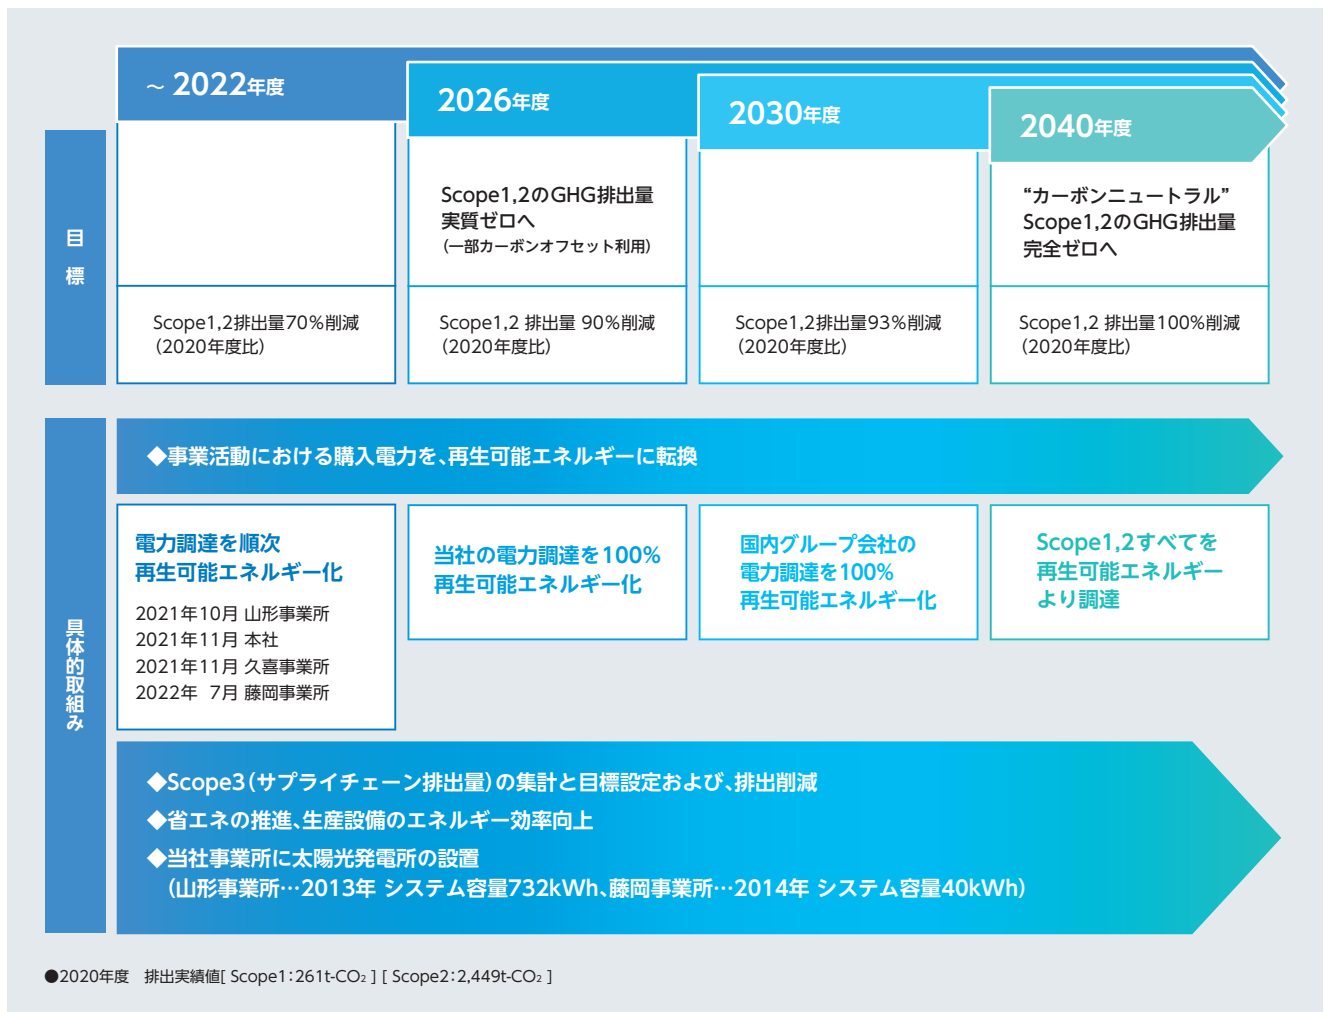 ～ 2022年度
2026年度
2030年度
2040年度
目標
Scope1,2のGHG排出量
実質ゼロへ
（一部カーボンオフセット利用）
“カーボンニュートラル”
Scope1,2のGHG排出量
完全ゼロへ
Scope1,2排出量70%削減
（2020年度比）
Scope1,2 排出量 90%削減
（2020年度比）
Scope1,2排出量93%削減
（2020年度比）
Scope1,2 排出量100%削減
（2020年度比）
具体的取組み
◆事業活動における購入電力を、再生可能エネルギーに転換
電力調達を順次
再生可能エネルギー化
2021年10月 山形事業所
2021年11月 本社
2021年11月 久喜事業所
2022年 7月 藤岡事業所
当社の電力調達を100%
再生可能エネルギー化
国内グループ会社の
電力調達を100%
再生可能エネルギー化
Scope1,2すべてを
再生可能エネルギー
より調達
◆Scope3（サプライチェーン排出量）の集計と目標設定および、排出削減
◆省エネの推進、生産設備のエネルギー効率向上
◆当社事業所に太陽光発電所の設置
（山形事業所…2013年 システム容量732kWh、藤岡事業所…2014年 システム容量40kWh）
●2020年度　排出実績値[ Scope1：261t-CO₂ ] [ Scope2：2,449t-CO₂ ]